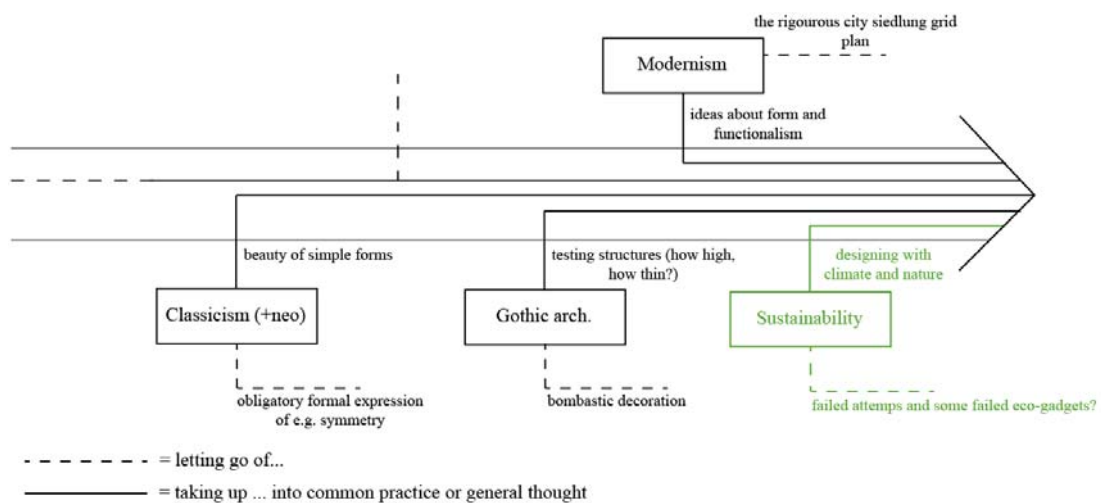 the rigourous city siedlung grid
plan
Modernism
ideas about form and
functionalism
beauty of simple forms
testing structures (how high,
how thin?)
designing with
climate and nature
Classicism (+neo)
Gothic arch.
Sustainability
obligatory formal expression
of e.g. symmetry
bombastic decoration
failed attemps and some failed eco-gadgets?
= letting go of...
= taking up ... into common practice or general thought